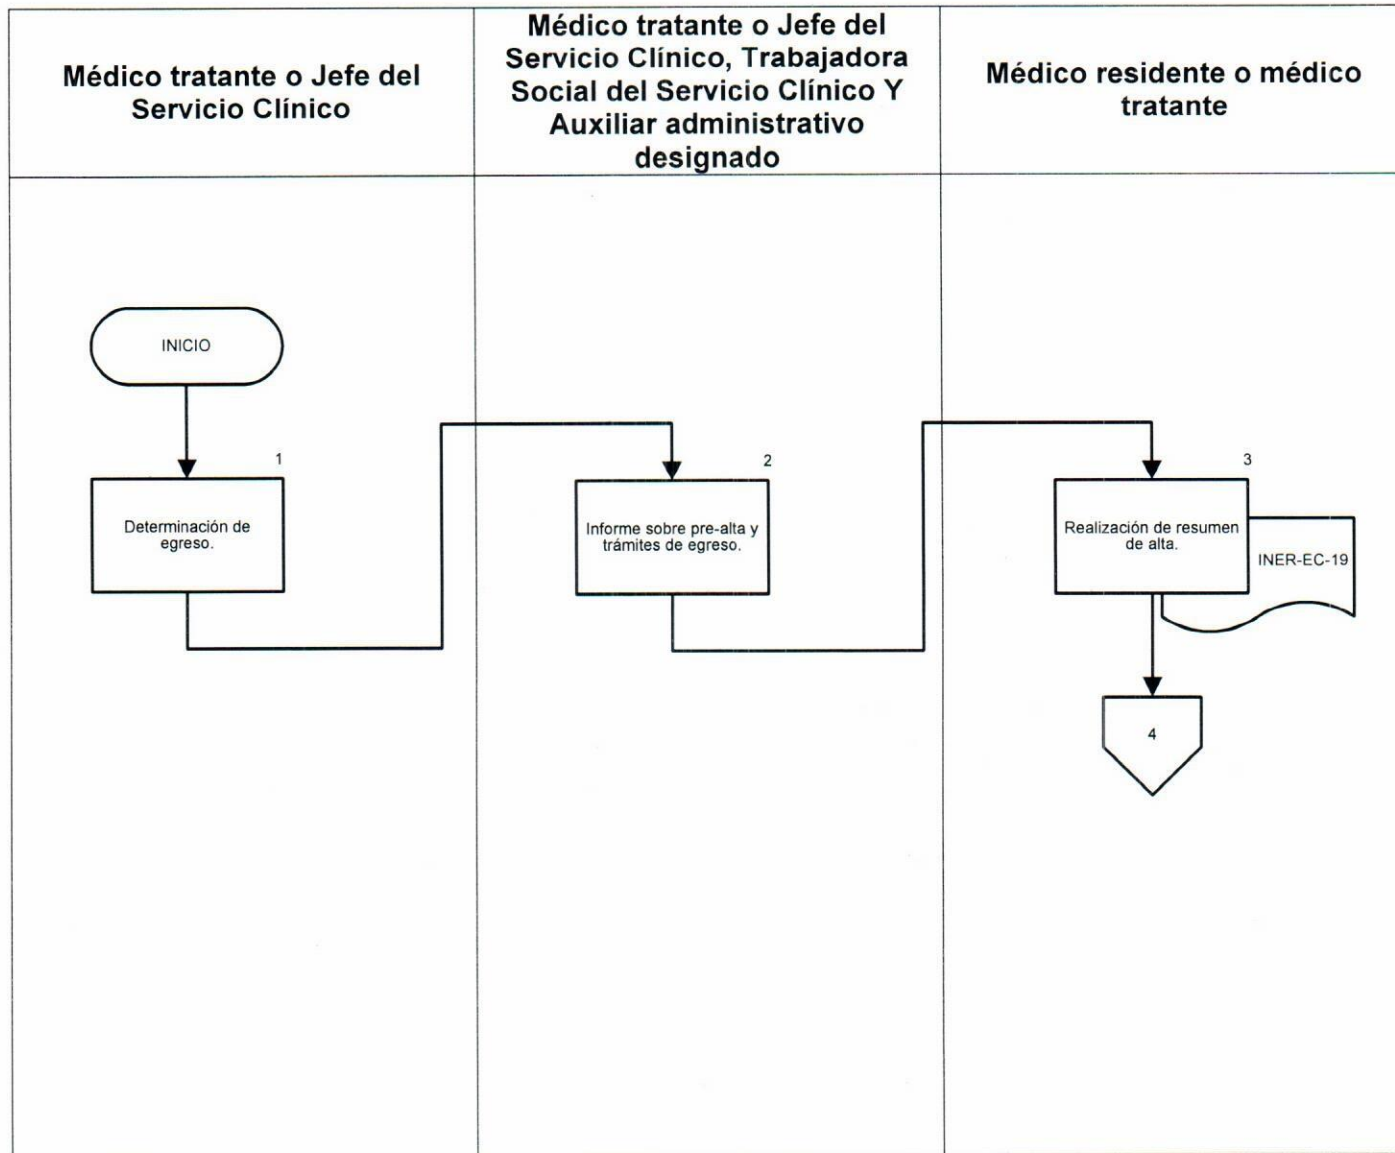 Médico tratante o Jefe del
Servicio Clínico
Médico tratante o Jefe del
Servicio Clínico, Trabajadora
Social del Servicio Clínico Y
Auxiliar administrativo
designado
Médico residente o médico
tratante
INICIO
1
Determinación de
egreso.
2
Informe sobre pre-alta y
trámites de egreso.
3
Realización de resumen
de alta.
INER-EC-19
4